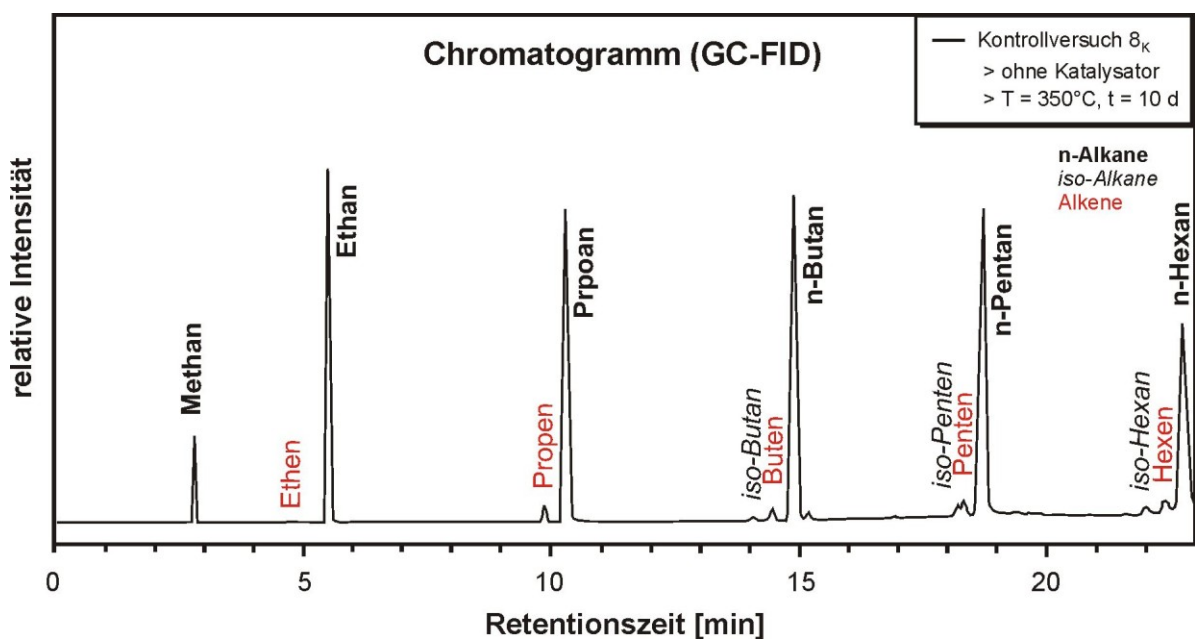 Chromatogramm (GC-FID)
Kontrollversuch 8K
> ohne Katalysator
> T = 350°C, t = 10 d
n-Alkane
iso-Alkane
Alkene
relative Intensität
Methan
Ethen
Ethan
Propen
Prpoan
iso-Butan
Buten
n-Butan
iso-Penten
Penten
n-Pentan
iso-Hexan
Hexen
n-Hexan
0 5 10 15 20
Retentionszeit [min]